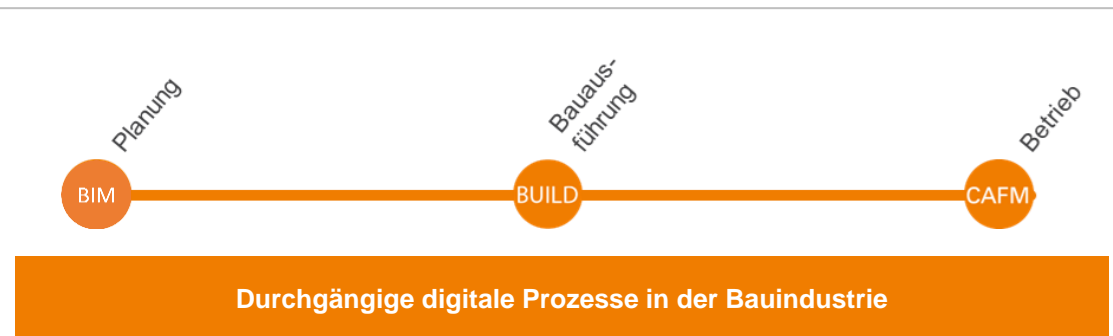 Planung
Bauaus-
führung
Betrieb
BIM
BUILD
CAFM
Durchgängige digitale Prozesse in der Bauindustrie